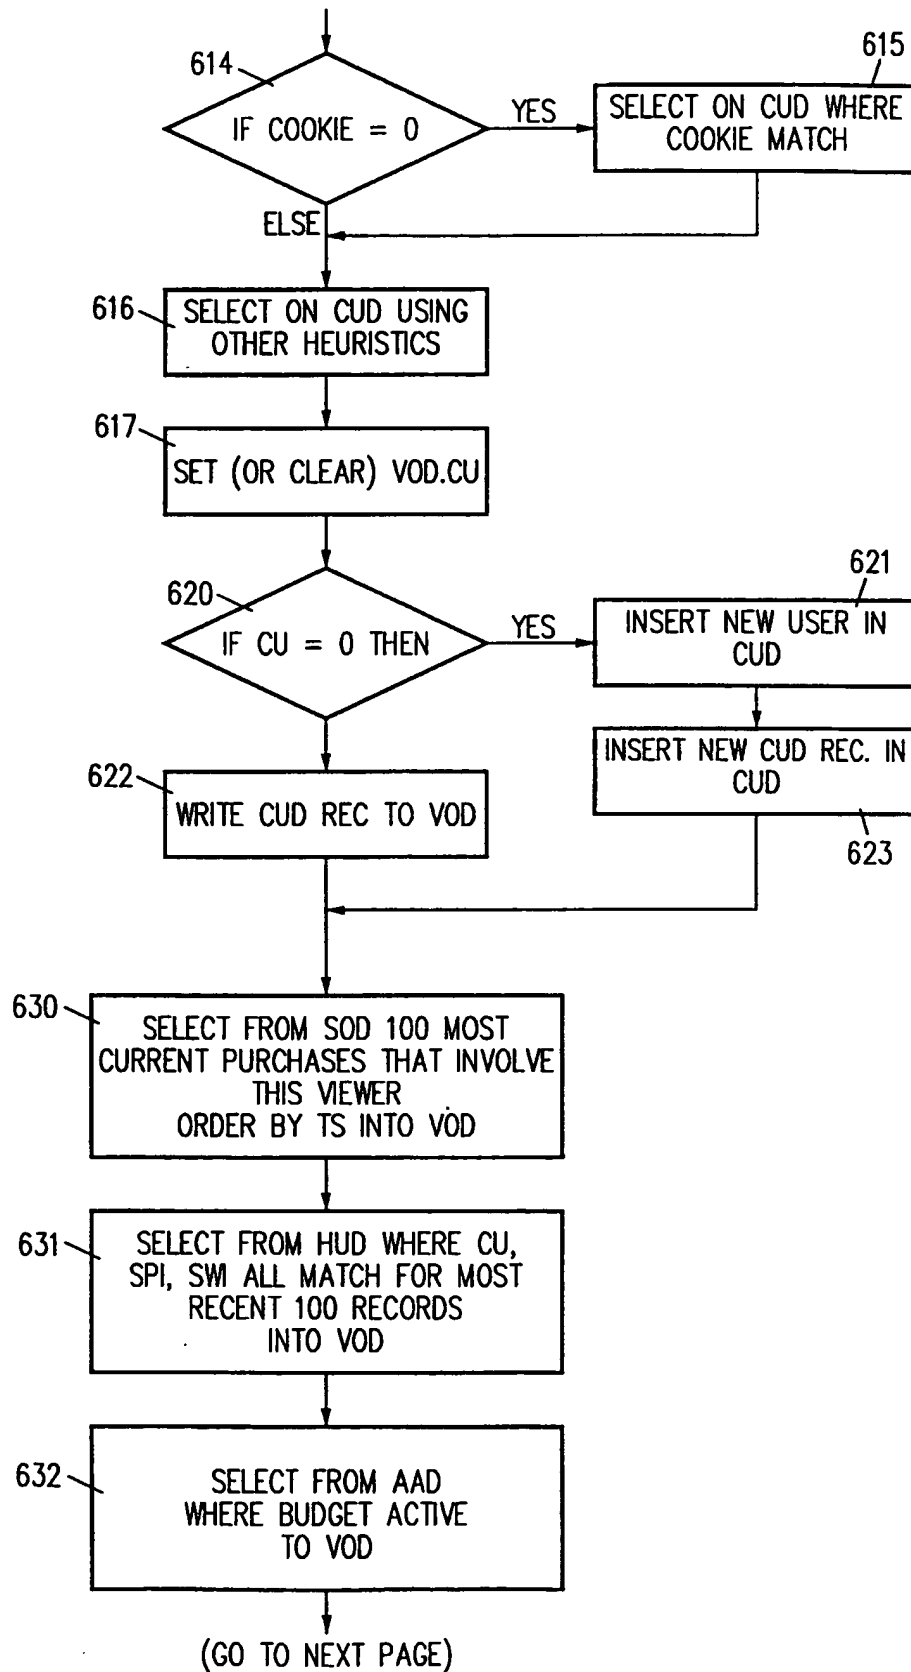 614
IF COOKIE = 0
YES
615
SELECT ON CUD WHERE
COOKIE MATCH
ELSE
616
SELECT ON CUD USING
OTHER HEURISTICS
617
SET (OR CLEAR) VOD.CU
620
IF CU = 0 THEN
YES
621
INSERT NEW USER IN
CUD
INSERT NEW CUD REC. IN
CUD
623
622
WRITE CUD REC TO VOD
630
SELECT FROM SOD 100 MOST
CURRENT PURCHASES THAT INVOLVE
THIS VIEWER
ORDER BY TS INTO VOD
631
SELECT FROM HUD WHERE CU,
SPI, SWI ALL MATCH FOR MOST
RECENT 100 RECORDS
INTO VOD
632
SELECT FROM AAD
WHERE BUDGET ACTIVE
TO VOD
(GO TO NEXT PAGE)